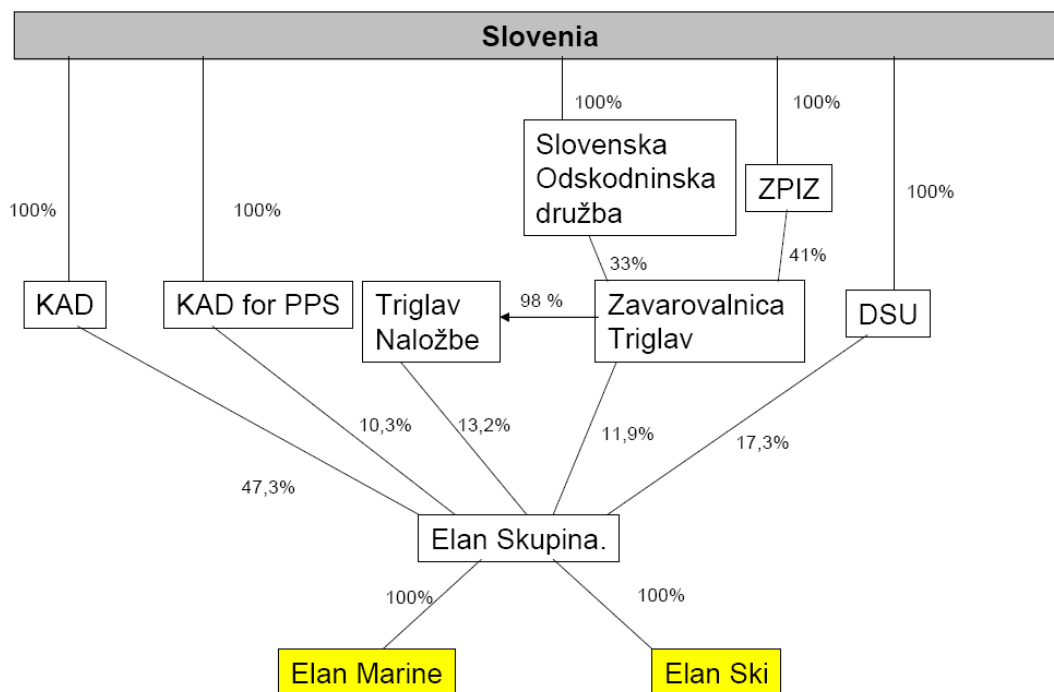 Slovenia
100%
100%
Slovenska
Odskodninska
družba
ZPIZ
100%
100%
100%
33%
41%
KAD
KAD for PPS
Triglav
Naložbe
98 %
Zavarovalnica
Triglav
DSU
10,3%
13,2%
11,9%
17,3%
47,3%
Elan Skupina.
100%
100%
Elan Marine
Elan Ski